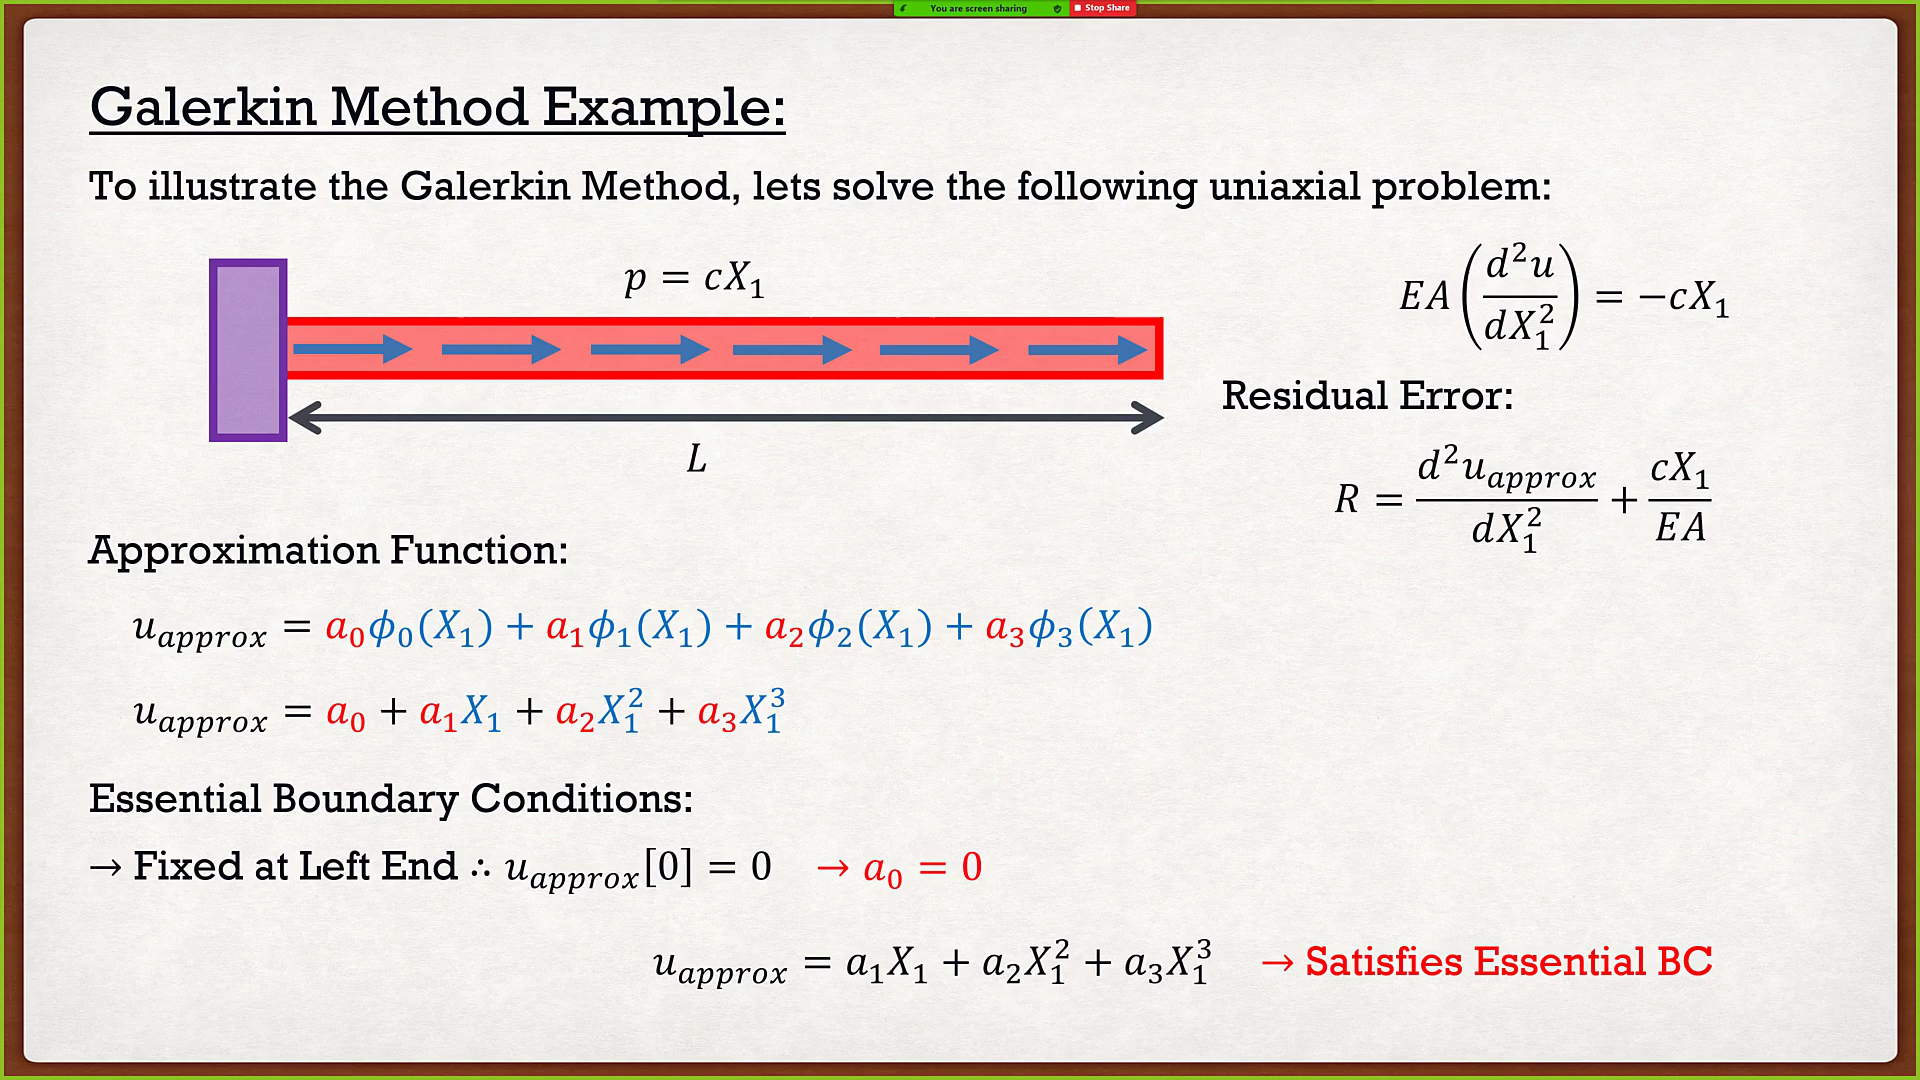 You are screen sharing Stop Share
Galerkin Method Example:
To illustrate the Galerkin Method, lets solve the following uniaxial problem:
p = cX₁
EA(d²u/dX₁²) = −cX₁
L
Residual Error:
R = d²u_approx/dX₁² + cX₁/EA
Approximation Function:
u_approx = a₀ϕ₀(X₁) + a₁ϕ₁(X₁) + a₂ϕ₂(X₁) + a₃ϕ₃(X₁)
u_approx = a₀ + a₁X₁ + a₂X₁² + a₃X₁³
Essential Boundary Conditions:
→ Fixed at Left End ∴ u_approx[0] = 0 → a₀ = 0
u_approx = a₁X₁ + a₂X₁² + a₃X₁³ → Satisfies Essential BC